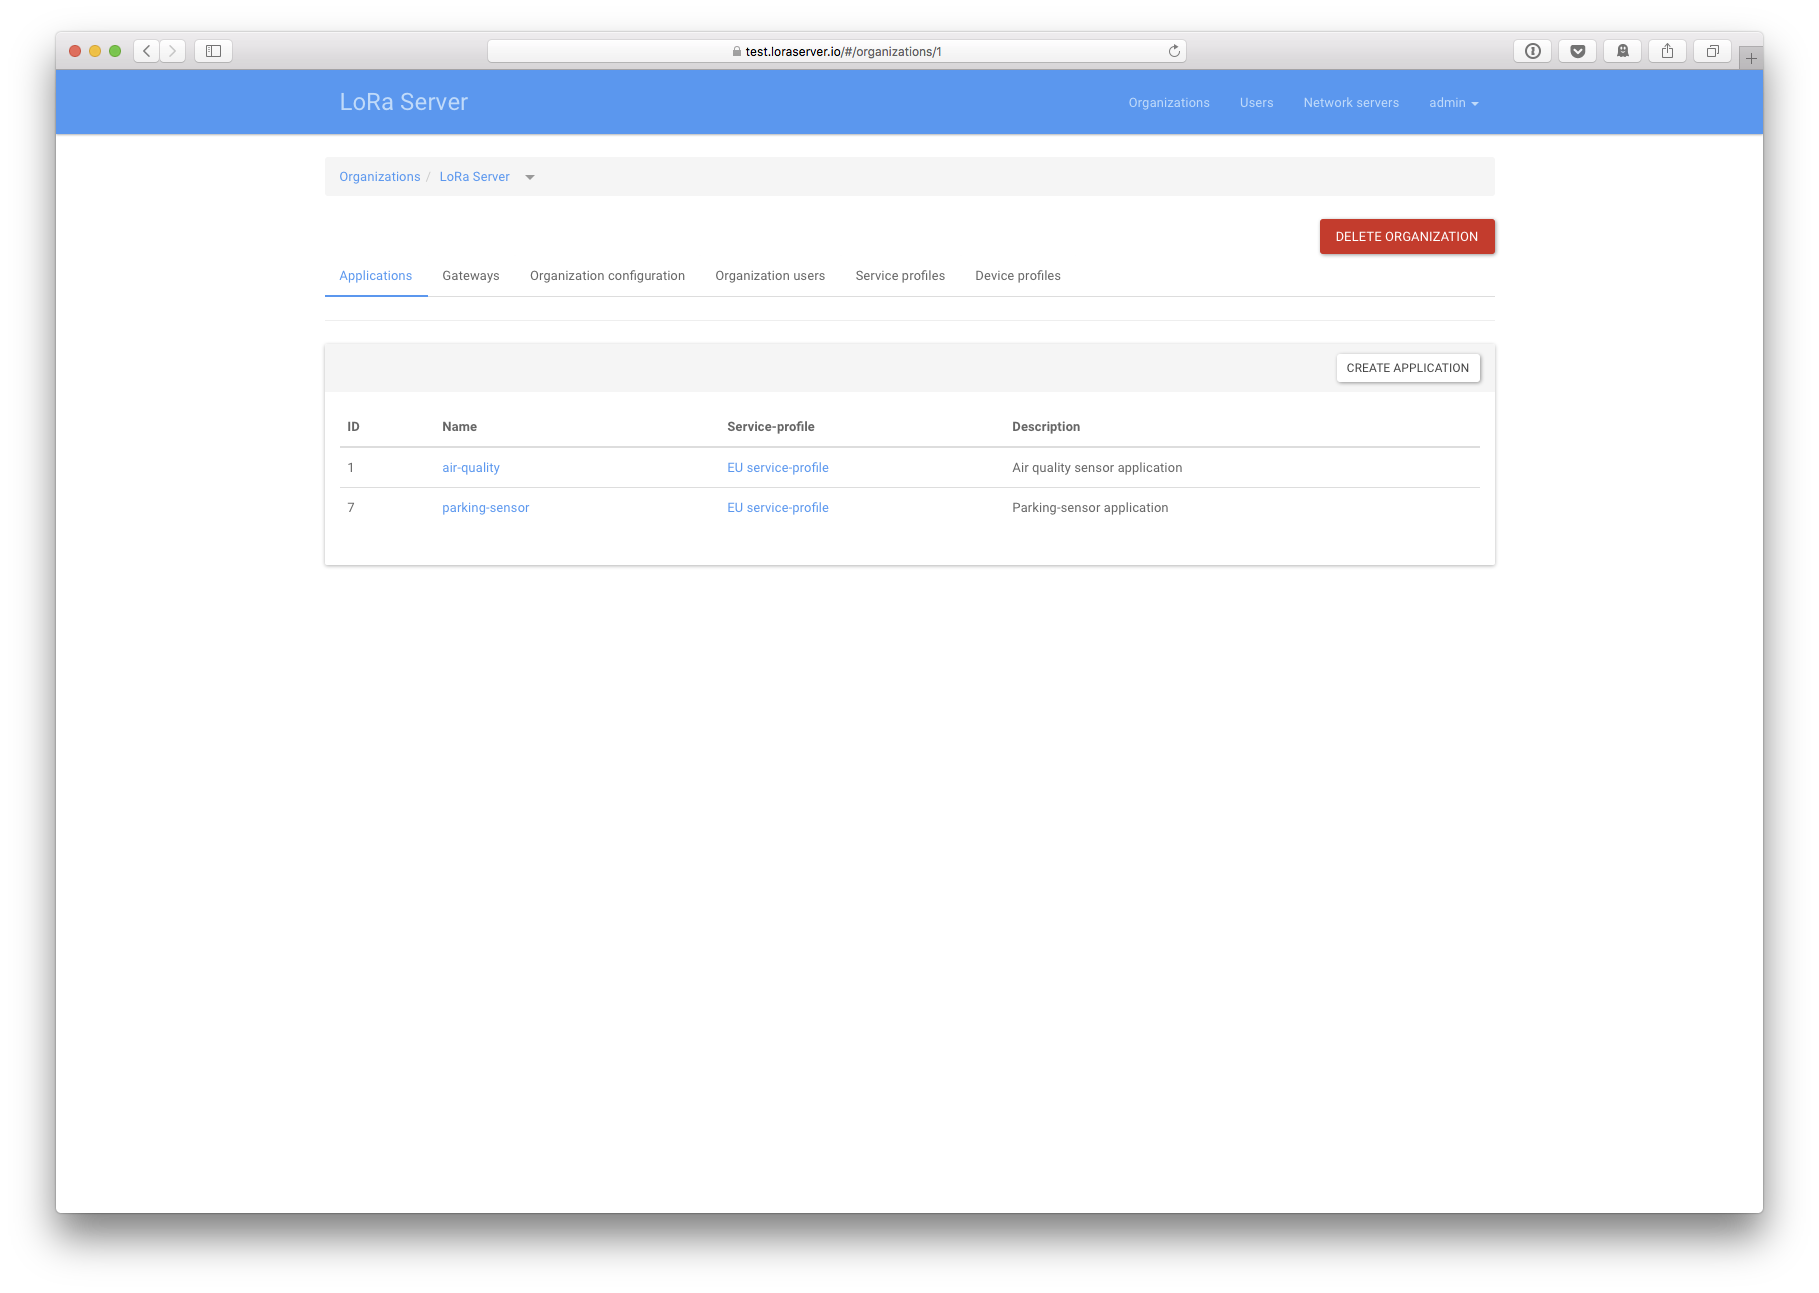 test.loraserver.io/#/organizations/1
LoRa Server Organizations Users Network servers admin
Organizations / LoRa Server
DELETE ORGANIZATION
Applications Gateways Organization configuration Organization users Service profiles Device profiles
CREATE APPLICATION
ID Name Service-profile Description
1 air-quality EU service-profile Air quality sensor application
7 parking-sensor EU service-profile Parking-sensor application